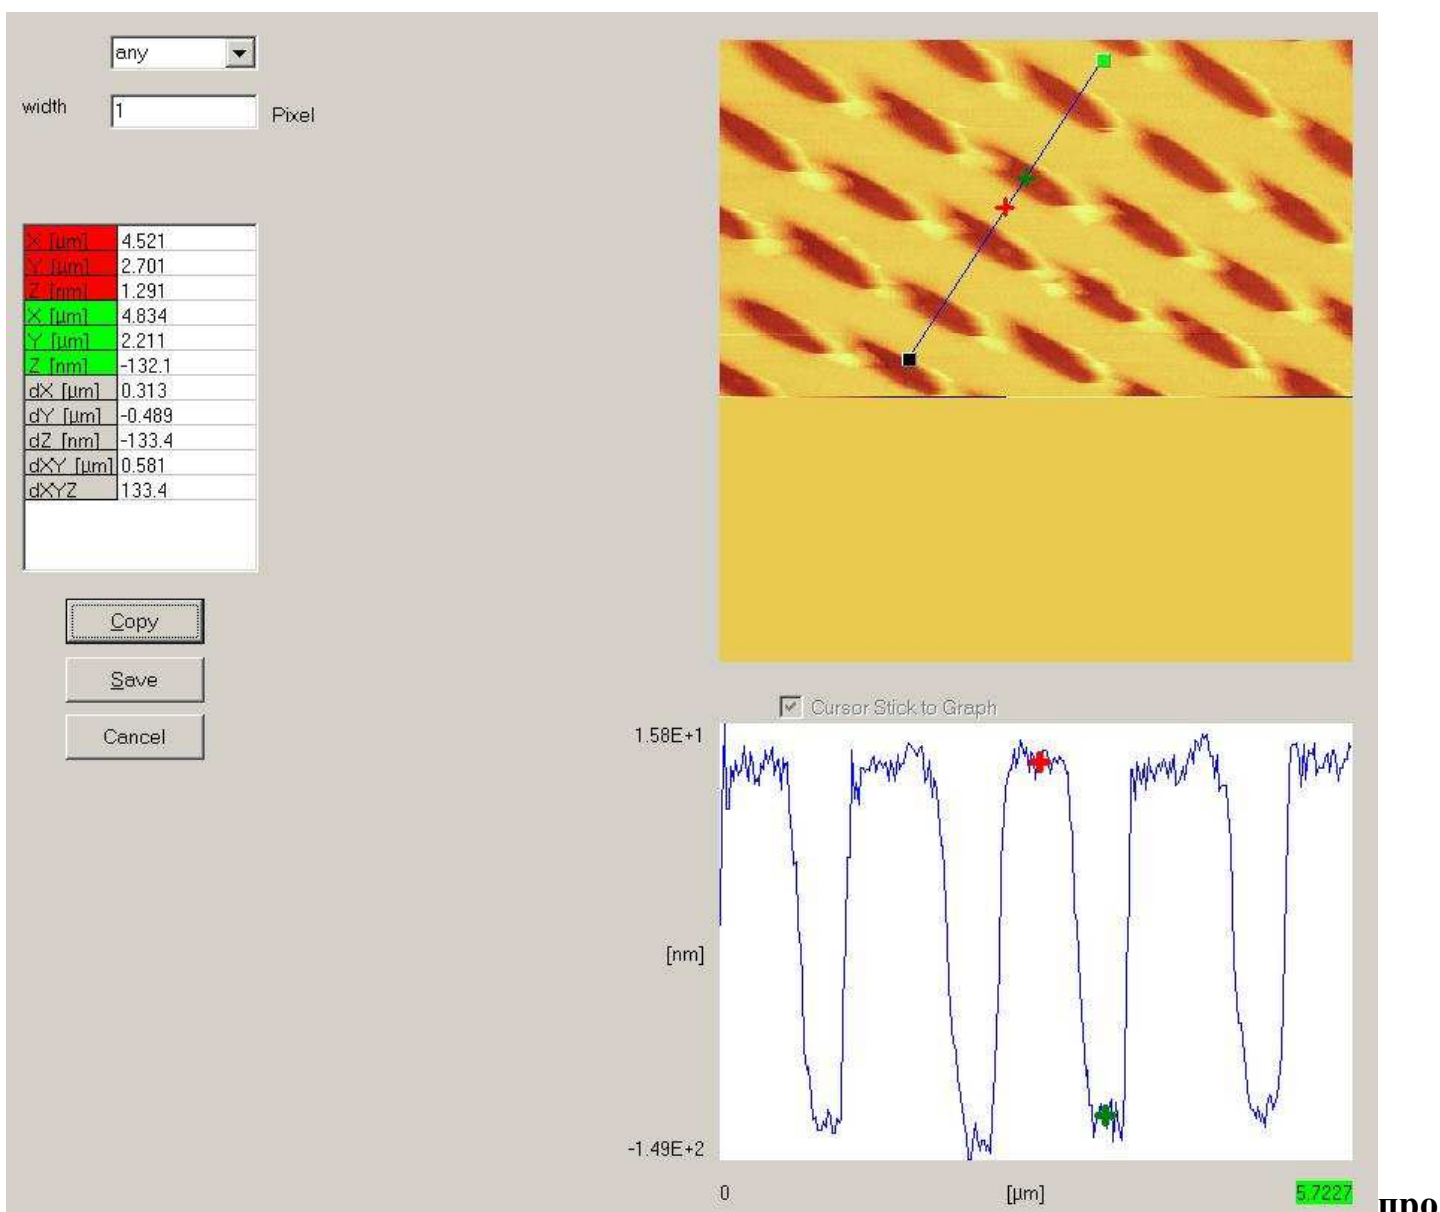 any
width 1 Pixel
X [µm] 4.521
Y [µm] 2.701
Z [nm] 1.291
X [µm] 4.834
Y [µm] 2.211
Z [nm] -132.1
dX [µm] 0.313
dY [µm] -0.489
dZ [nm] -133.4
dXY [µm] 0.581
dXYZ 133.4
Copy
Save
Cancel
Cursor Stick to Graph
1.58E+1
[nm]
-1.49E+2
0 [µm] 5.7227
про